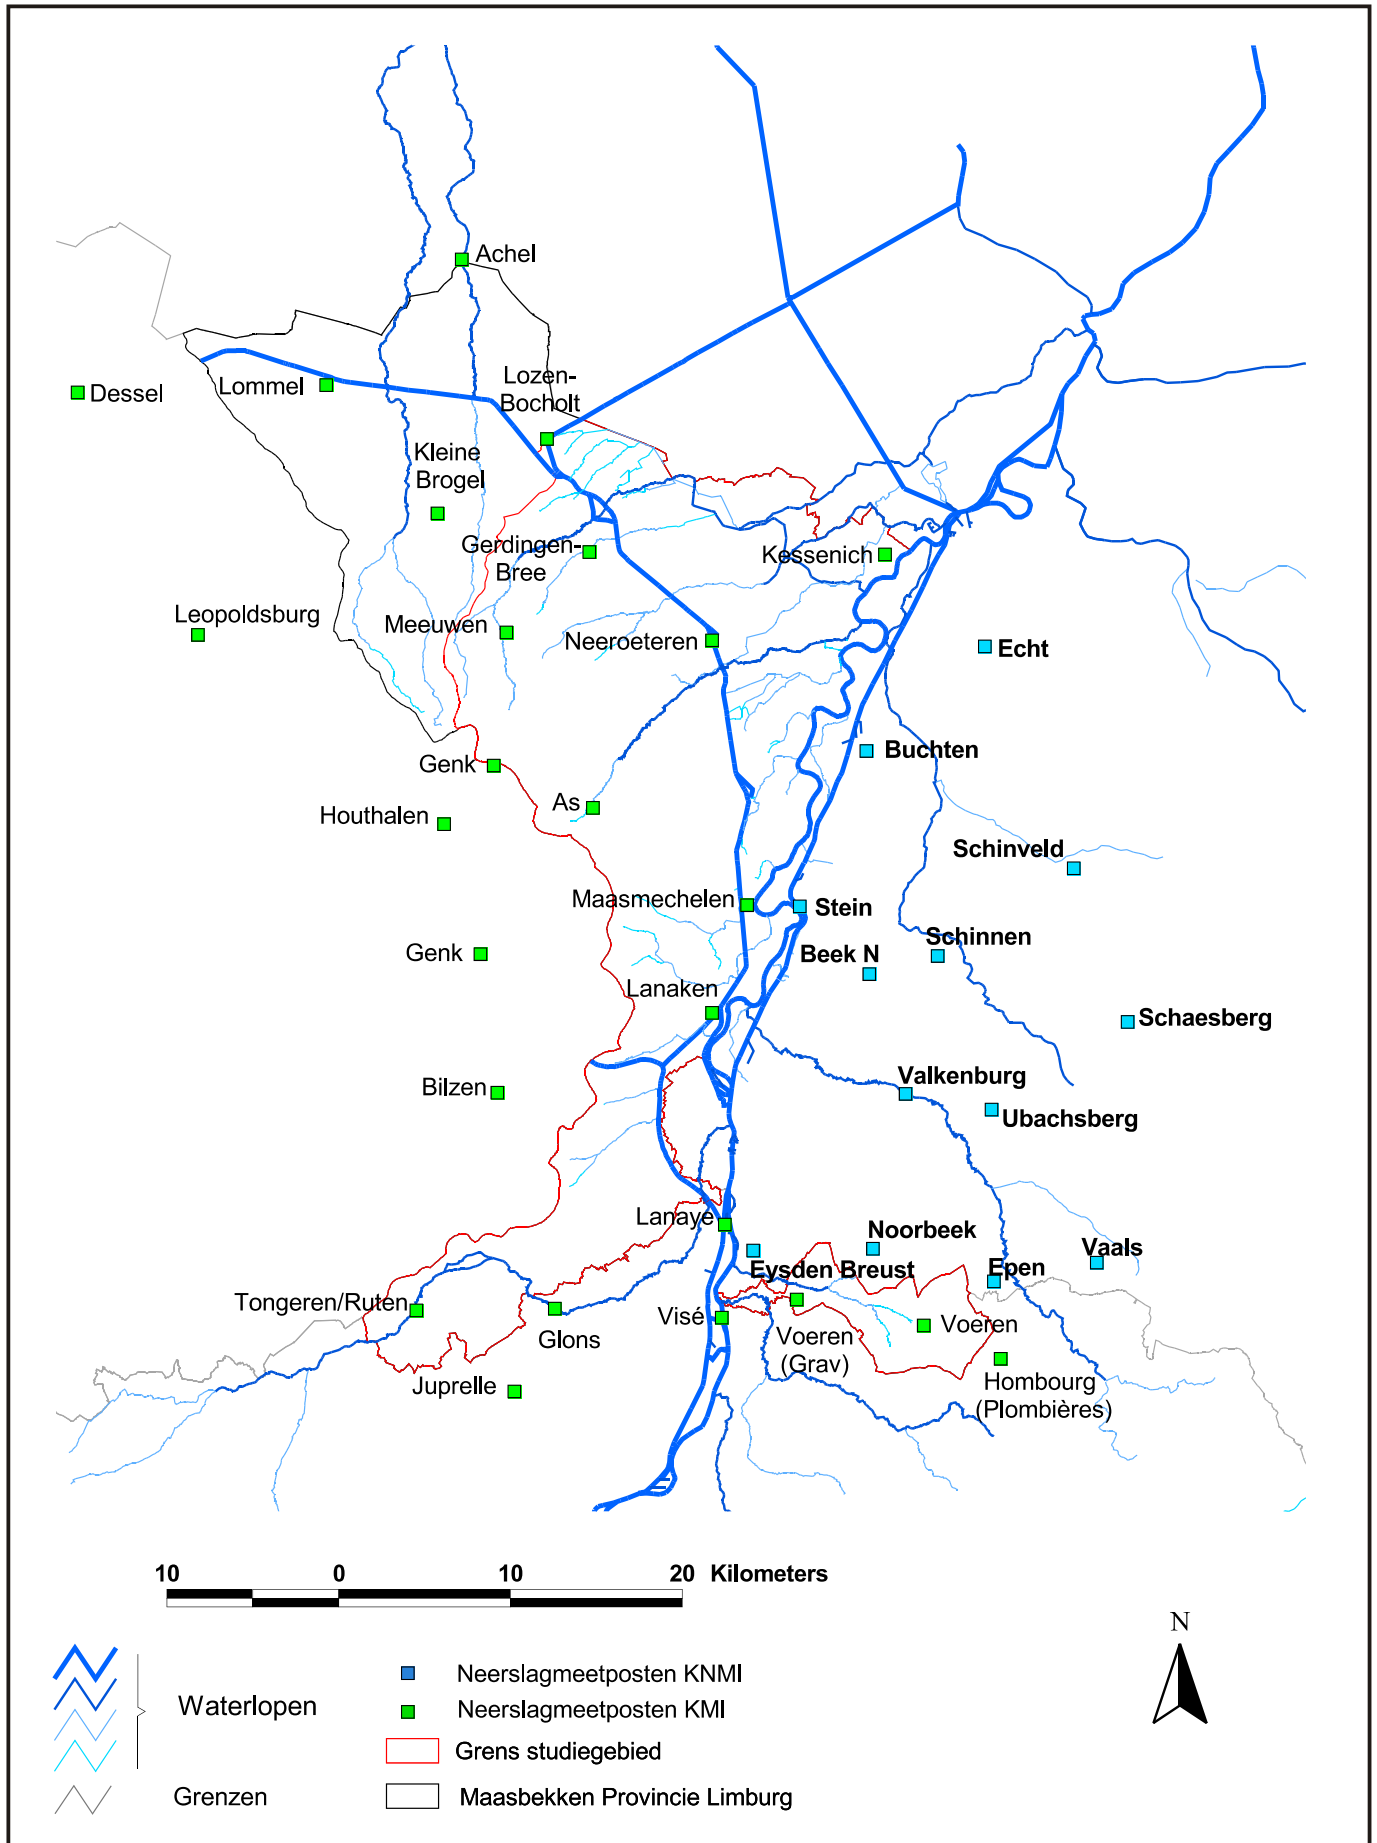 Achel
Lozen-
Bocholt
Dessel
Lommel
Kleine
Brogel
Gerdingen-
Bree
Kessenich
Leopoldsburg
Meeuwen
Neeroeteren
Echt
Buchten
Genk
As
Houthalen
Schinveld
Maasmechelen
Stein
Schinnen
Genk
Beek N
Lanaken
Schaesberg
Bilzen
Valkenburg
Ubachsberg
Lanaye
Noorbeek
Vaals
Eysden Breust
Epen
Tongeren/Ruten
Glons
Visé
Voeren
(Grav)
Voeren
Juprelle
Hombourg
(Plombières)
10 0 10 20 Kilometers
N
Waterlopen
Grenzen
Neerslagmeetposten KNMI
Neerslagmeetposten KMI
Grens studiegebied
Maasbekken Provincie Limburg